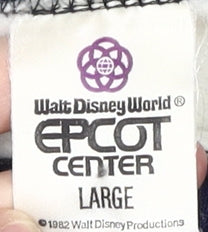 Walt Disney World®
EPCOT
CENTER
LARGE
©1982 Walt Disney Productions